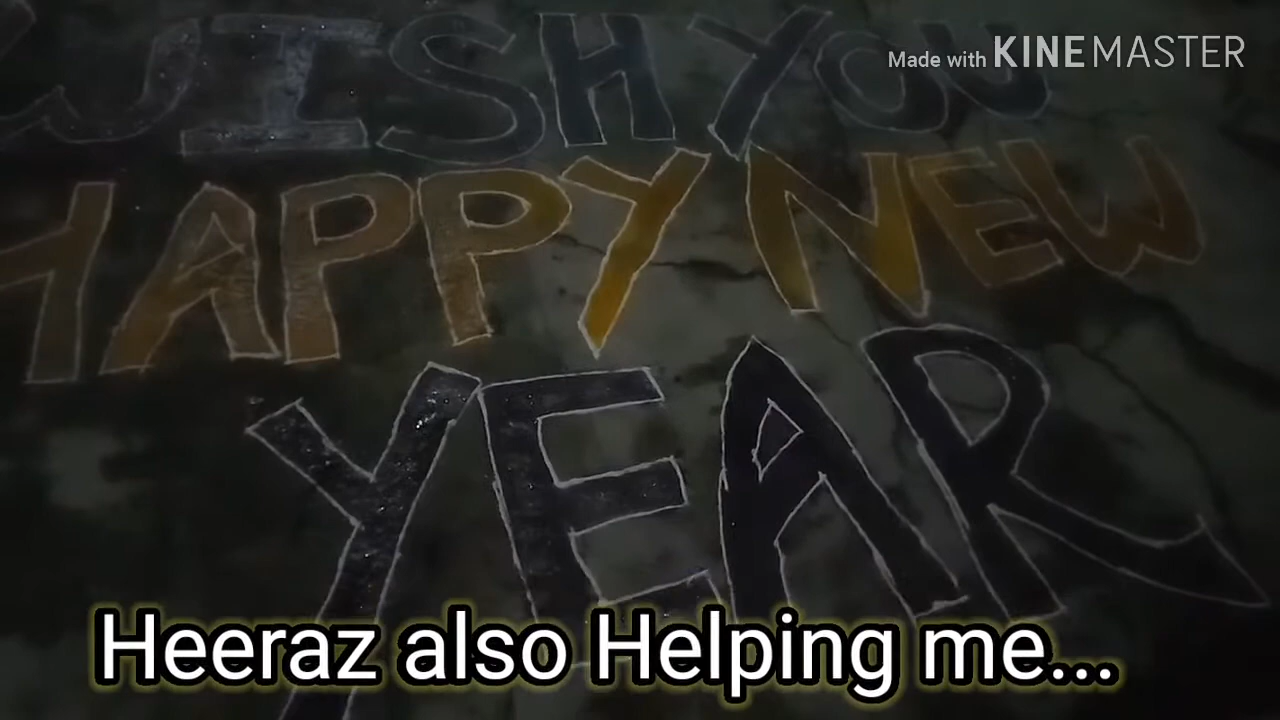 Made with KINEMASTER
WISH YOU
HAPPY NEW
YEAR
Heeraz also Helping me...